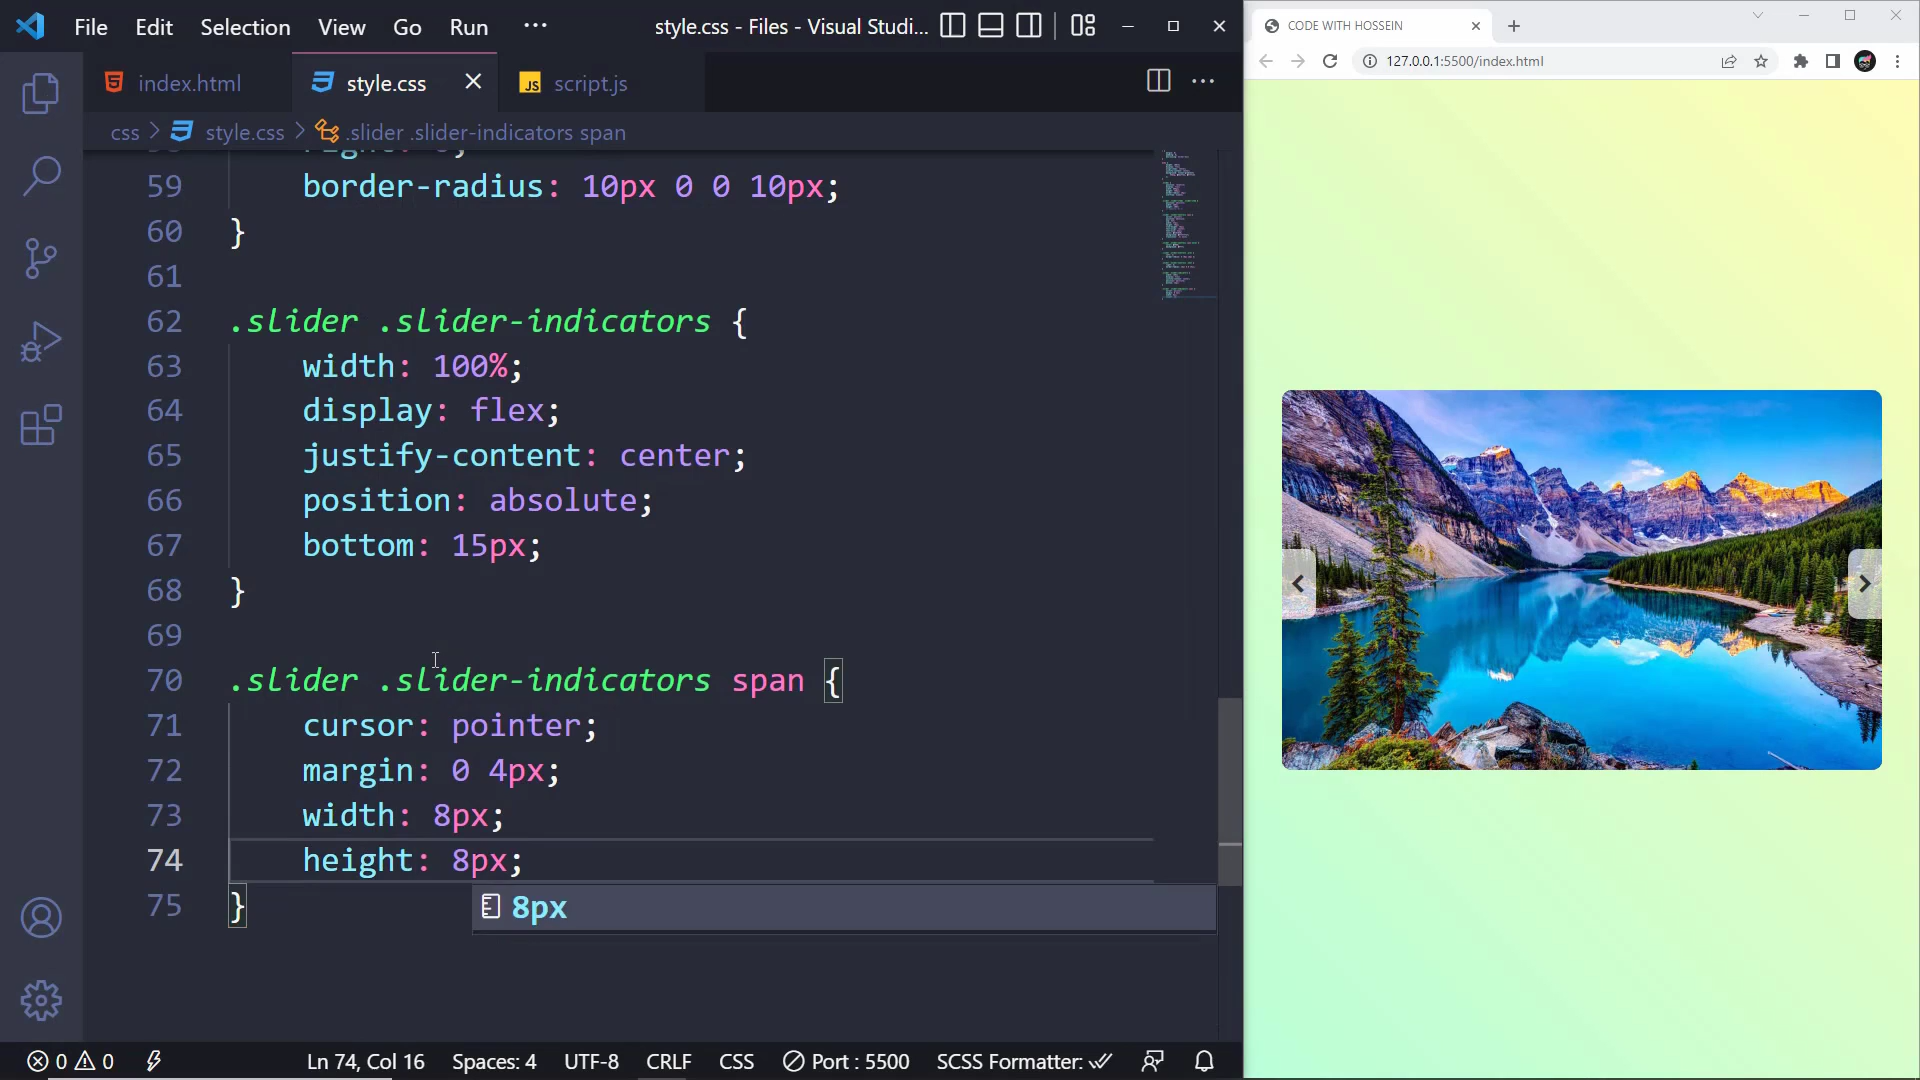 File Edit Selection View Go Run ··· style.css - Files - Visual Studi...
index.html style.css script.js
css > style.css > .slider .slider-indicators span
59 border-radius: 10px 0 0 10px;
60 }
61
62 .slider .slider-indicators {
63 width: 100%;
64 display: flex;
65 justify-content: center;
66 position: absolute;
67 bottom: 15px;
68 }
69
70 .slider .slider-indicators span {
71 cursor: pointer;
72 margin: 0 4px;
73 width: 8px;
74 height: 8px;
75 }
8px
0 0 Ln 74, Col 16 Spaces: 4 UTF-8 CRLF CSS Port : 5500 SCSS Formatter:
CODE WITH HOSSEIN
127.0.0.1:5500/index.html